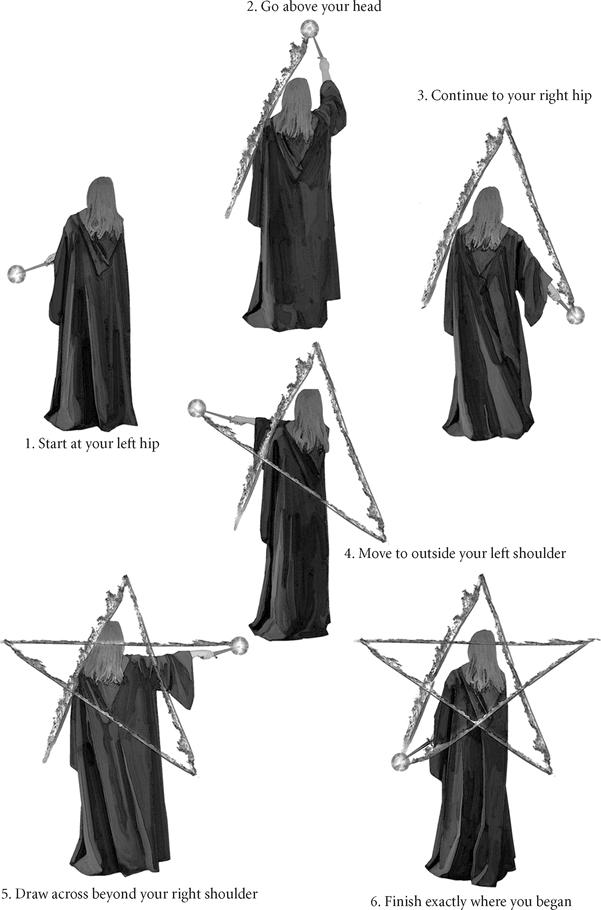 1. Start at your left hip
2. Go above your head
3. Continue to your right hip
4. Move to outside your left shoulder
5. Draw across beyond your right shoulder
6. Finish exactly where you began